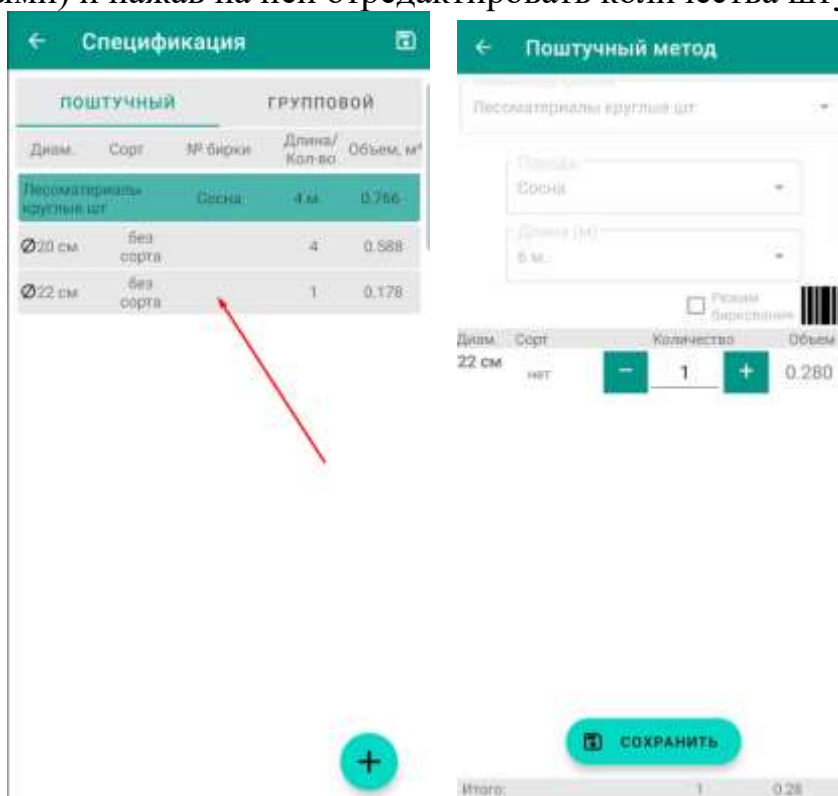 ими) и нажав на ней отредактировать количества шту
Спецификация
ПОШТУЧНЫЙ ГРУППОВОЙ
Диам. Сорт № бирки Длина/ Кол-во Объем, м³
Лесоматериалы круглые шт Сосна 4 м. 0.766
Ø20 см без сорта 4 0.588
Ø22 см без сорта 1 0.178
+
Поштучный метод
Лесоматериалы круглые шт
Порода
Сосна
Длина (м)
6 м.
Режим биркования
Диам. Сорт Количество Объем
22 см нет − 1 + 0.280
СОХРАНИТЬ
Итого: 1 0.28